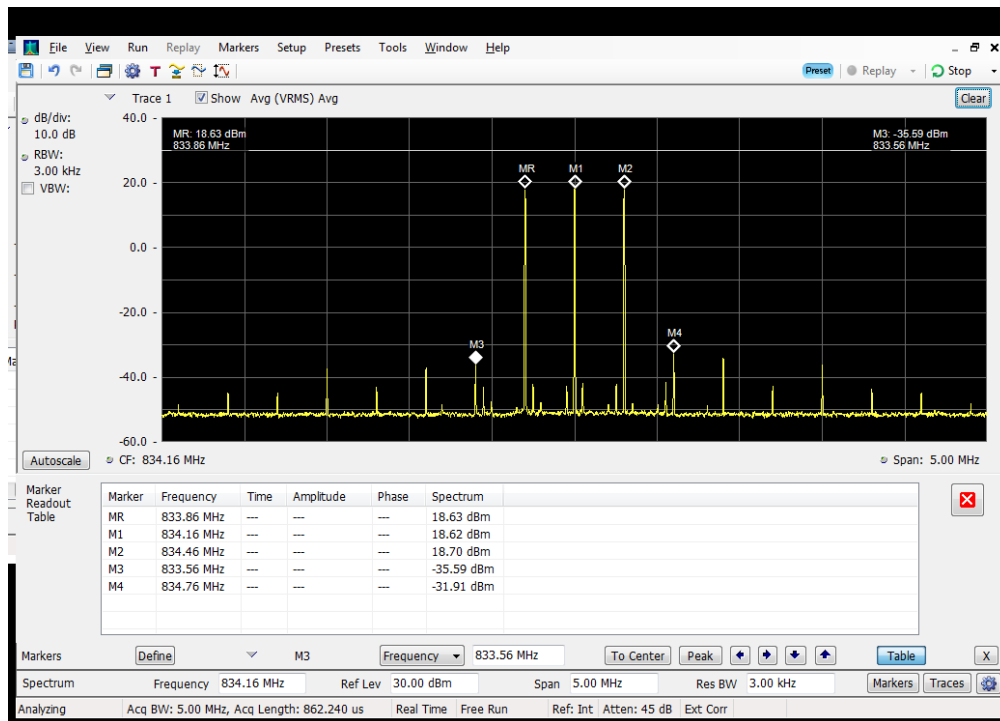 File View Run Replay Markers Setup Presets Tools Window Help
T Preset Replay Stop
Trace 1 Show Avg (VRMS) Avg Clear
dB/div:
10.0 dB
RBW:
3.00 kHz
VBW:
40.0
20.0
0.0
-20.0
-40.0
-60.0
MR: 18.63 dBm
833.86 MHz
M3: -35.59 dBm
833.56 MHz
MR M1 M2
M3 M4
Autoscale CF: 834.16 MHz Span: 5.00 MHz
Marker
Readout
Table
Marker Frequency Time Amplitude Phase Spectrum
MR 833.86 MHz --- --- --- 18.63 dBm
M1 834.16 MHz --- --- --- 18.62 dBm
M2 834.46 MHz --- --- --- 18.70 dBm
M3 833.56 MHz --- --- --- -35.59 dBm
M4 834.76 MHz --- --- --- -31.91 dBm
Markers Define M3 Frequency 833.56 MHz To Center Peak Table X
Spectrum Frequency 834.16 MHz Ref Lev 30.00 dBm Span 5.00 MHz Res BW 3.00 kHz Markers Traces
Analyzing Acq BW: 5.00 MHz, Acq Length: 862.240 us Real Time Free Run Ref: Int Atten: 45 dB Ext Corr